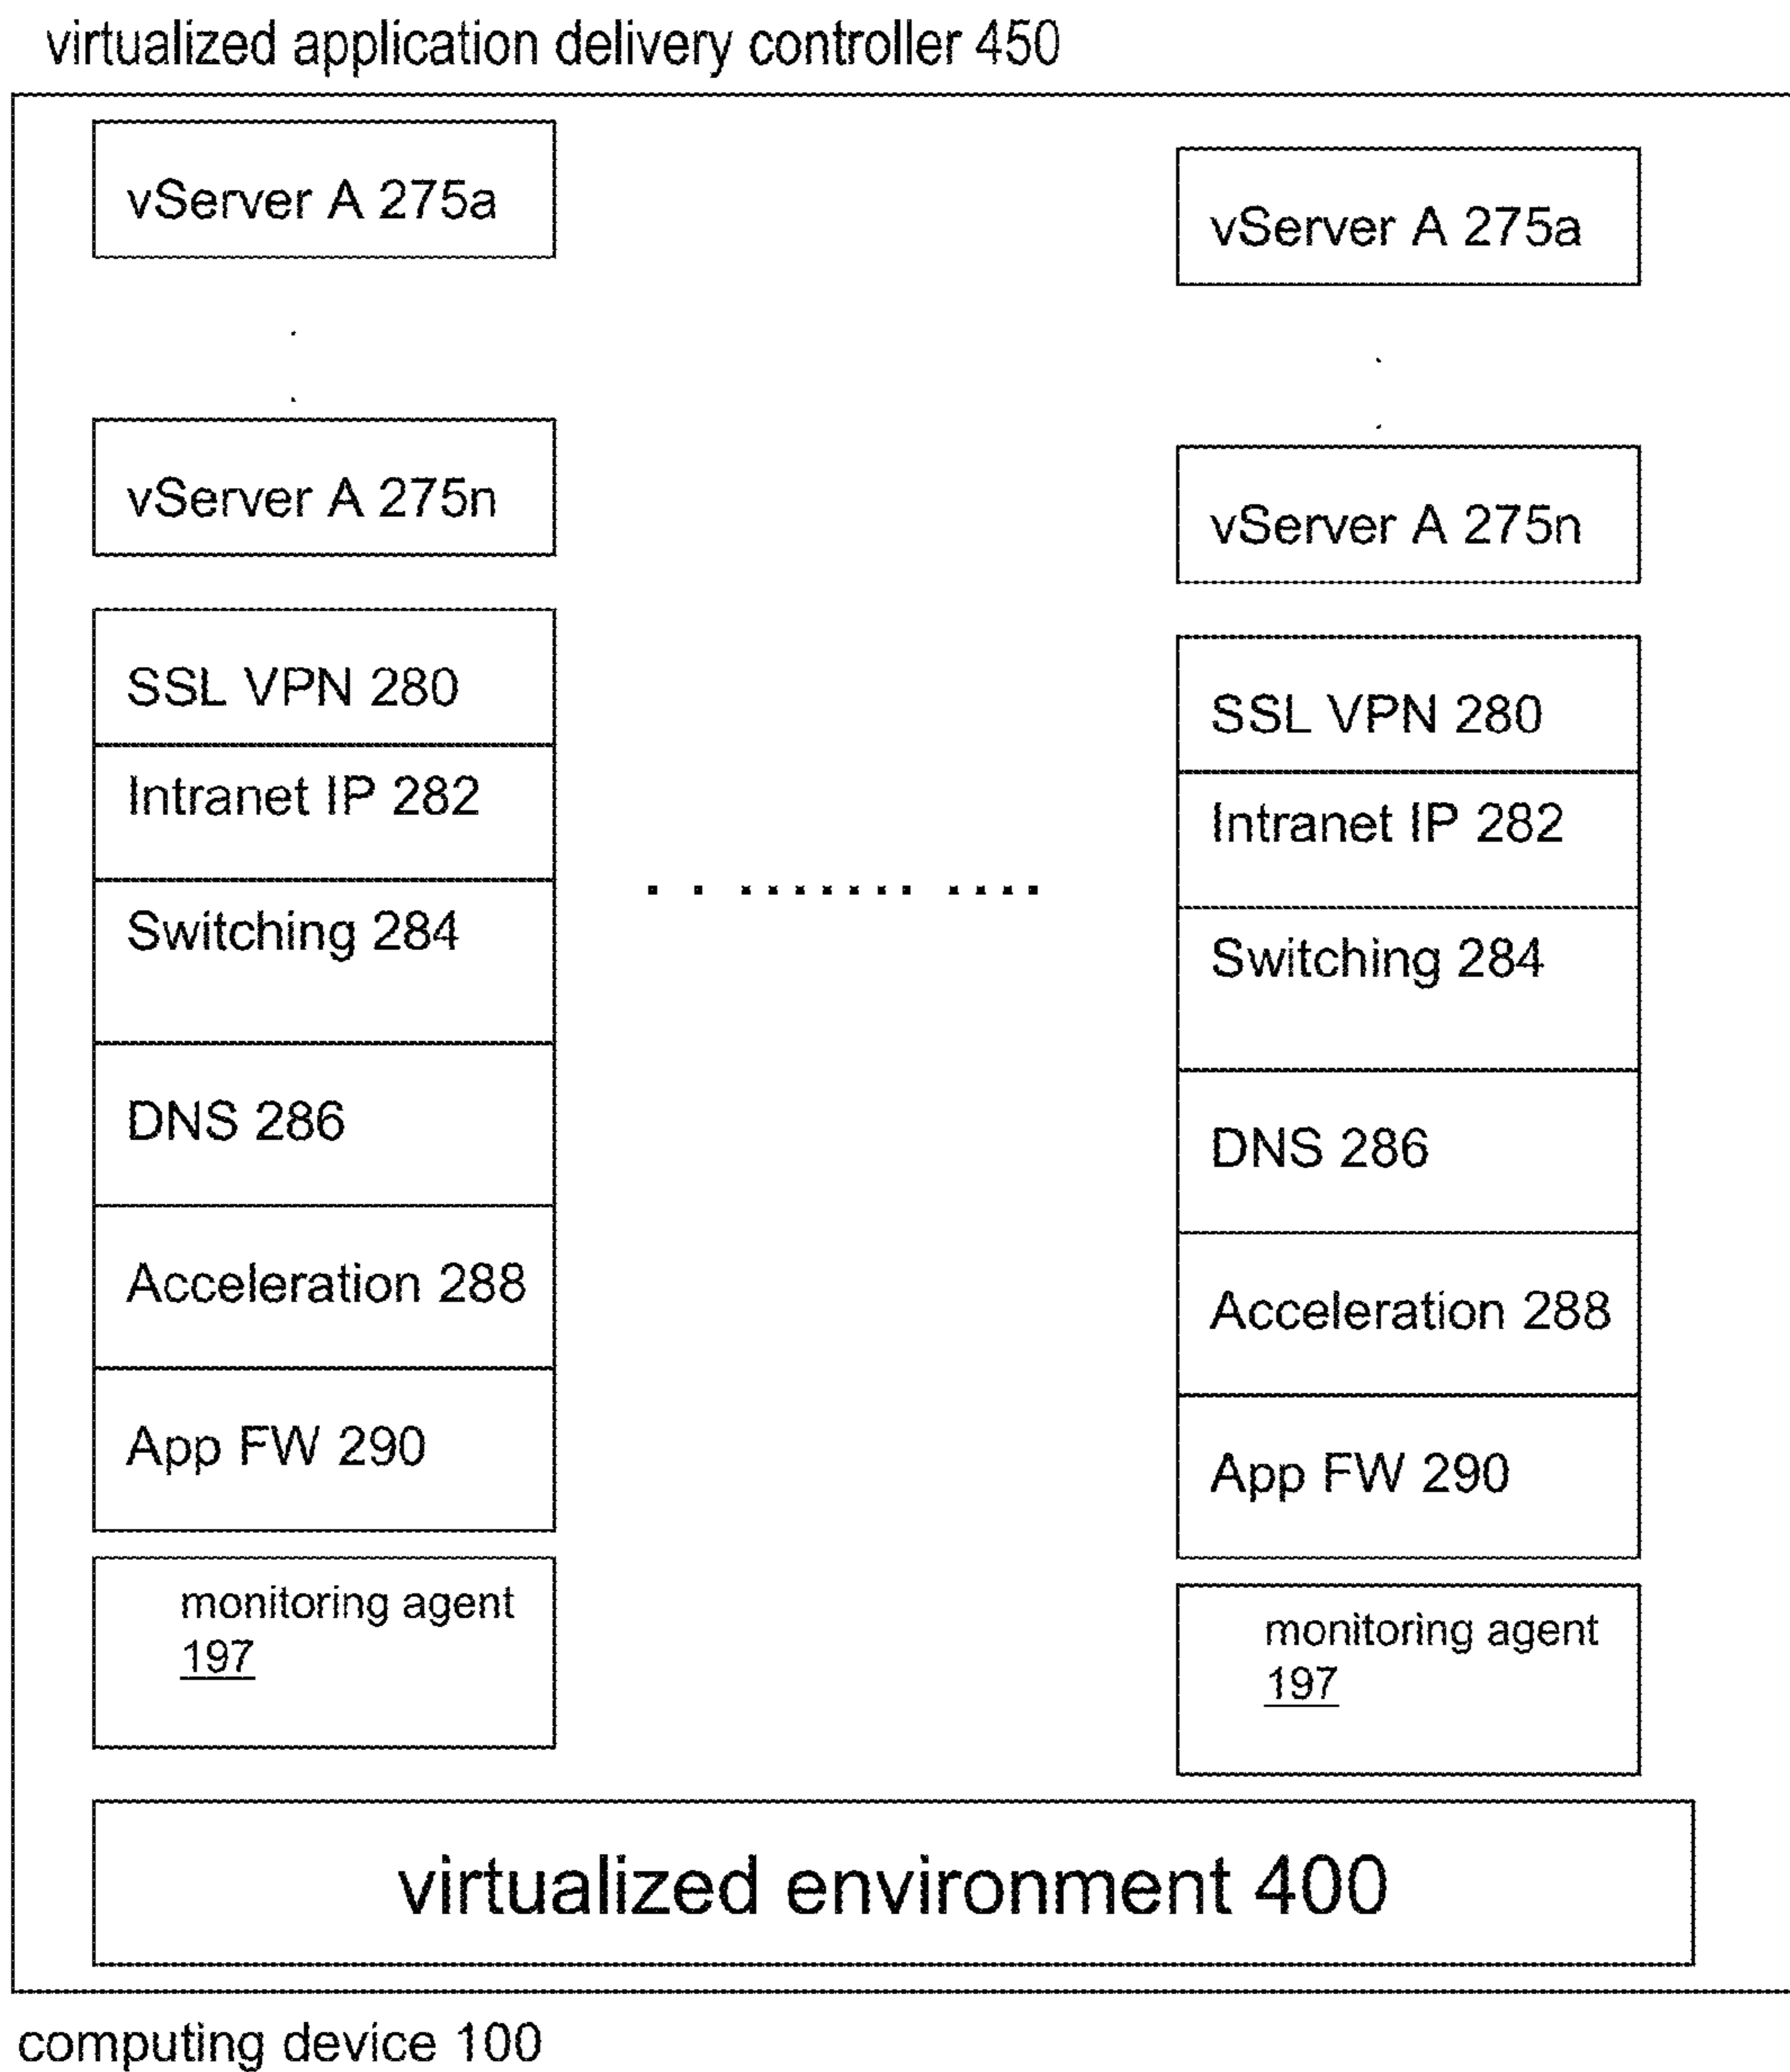 virtualized application delivery controller 450
vServer A 275a
vServer A 275n
SSL VPN 280
Intranet IP 282
Switching 284
DNS 286
Acceleration 288
App FW 290
monitoring agent
197
vServer A 275a
vServer A 275n
SSL VPN 280
Intranet IP 282
Switching 284
DNS 286
Acceleration 288
App FW 290
monitoring agent
197
virtualized environment 400
computing device 100